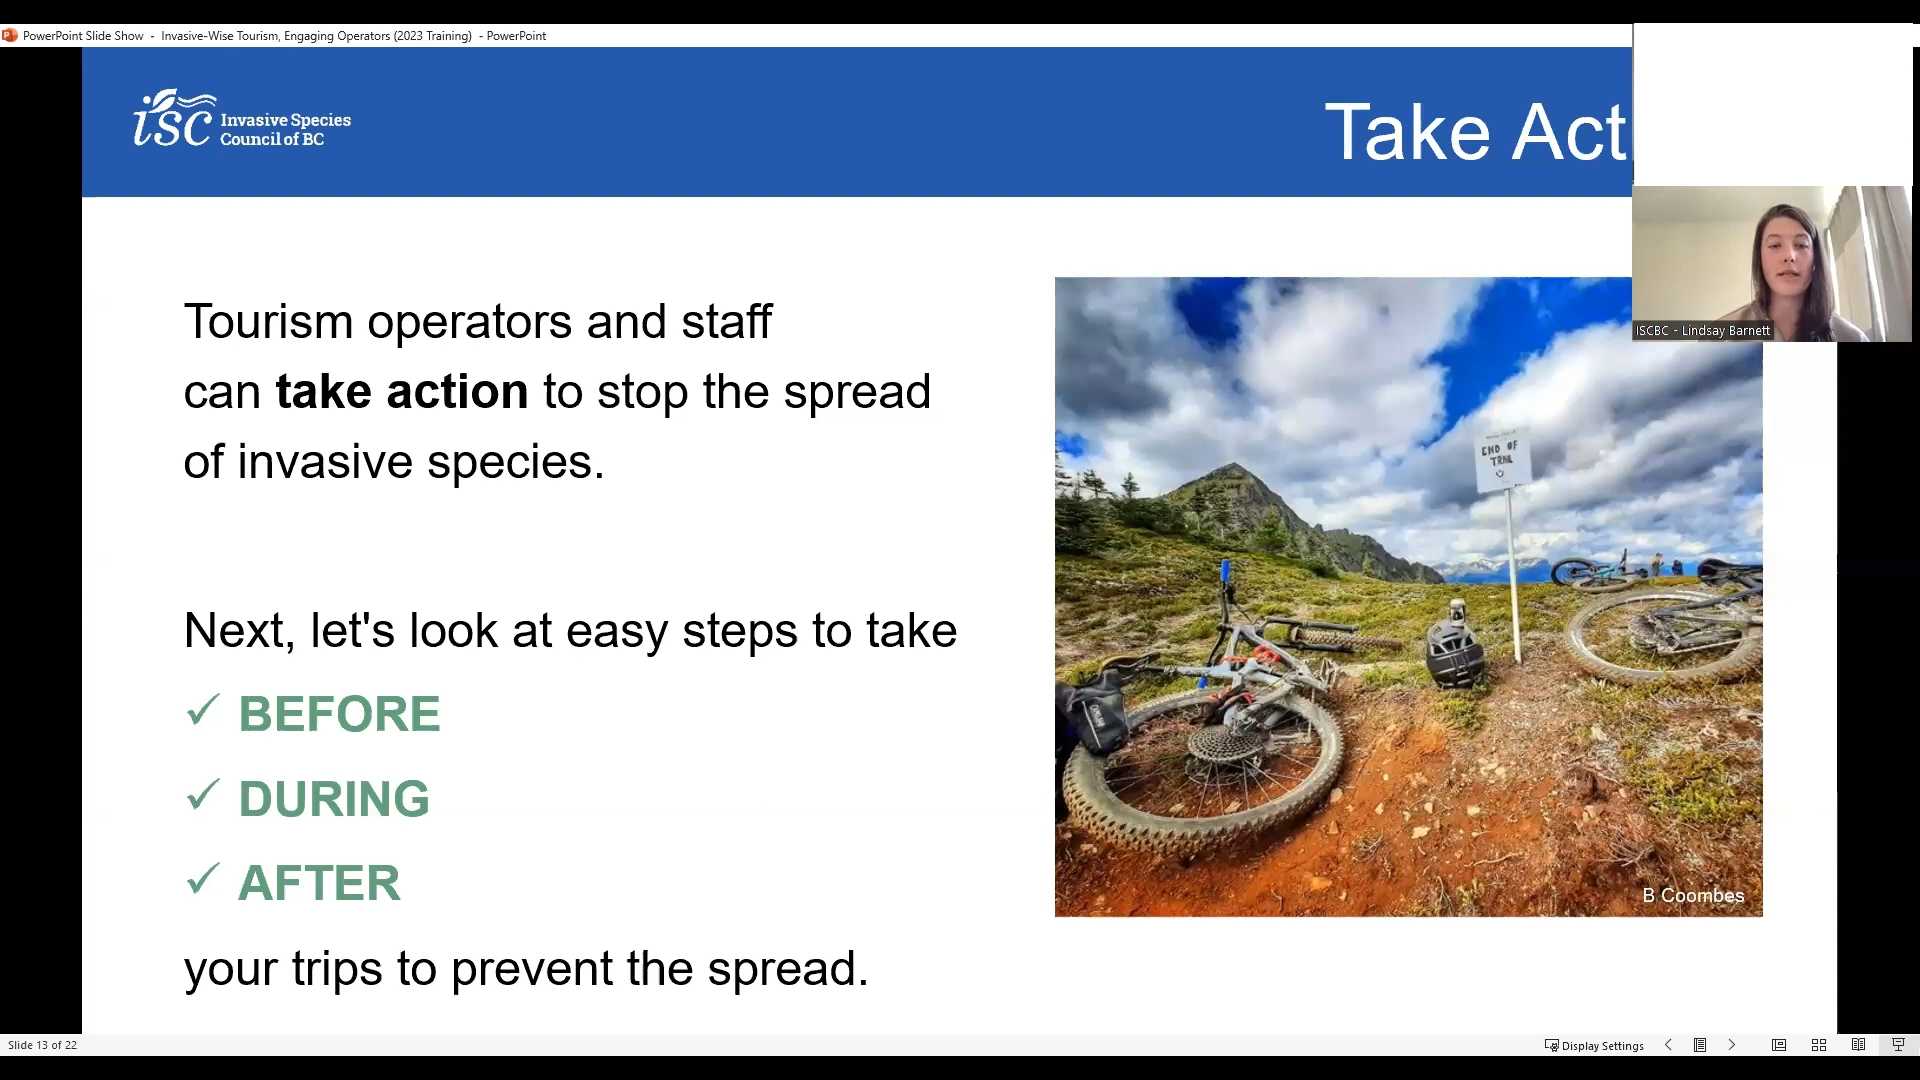 PowerPoint Slide Show - Invasive-Wise Tourism, Engaging Operators (2023 Training) - PowerPoint
isc Invasive Species
Council of BC
Take Act
ISCBC - Lindsay Barnett
Tourism operators and staff
can take action to stop the spread
of invasive species.
END OF
TRAIL
Next, let's look at easy steps to take
✓ BEFORE
✓ DURING
✓ AFTER
your trips to prevent the spread.
B Coombes
Slide 13 of 22
Display Settings